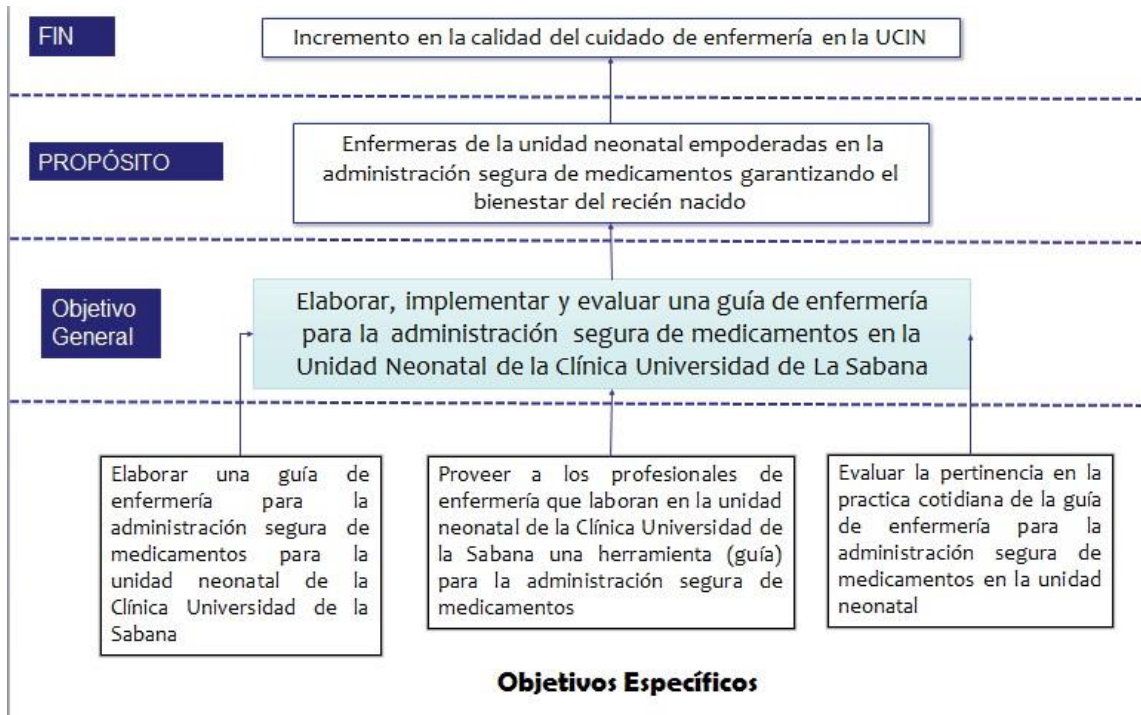 FIN
Incremento en la calidad del cuidado de enfermería en la UCIN
PROPÓSITO
Enfermeras de la unidad neonatal empoderadas en la
administración segura de medicamentos garantizando el
bienestar del recién nacido
Objetivo
General
Elaborar, implementar y evaluar una guía de enfermería
para la administración segura de medicamentos en la
Unidad Neonatal de la Clínica Universidad de La Sabana
Elaborar una guía de
enfermería para la
administración segura de
medicamentos para la
unidad neonatal de la
Clínica Universidad de la
Sabana
Proveer a los profesionales de
enfermería que laboran en la unidad
neonatal de la Clínica Universidad de
la Sabana una herramienta (guía)
para la administración segura de
medicamentos
Evaluar la pertinencia en la
practica cotidiana de la guía
de enfermería para la
administración segura de
medicamentos en la unidad
neonatal
Objetivos Específicos